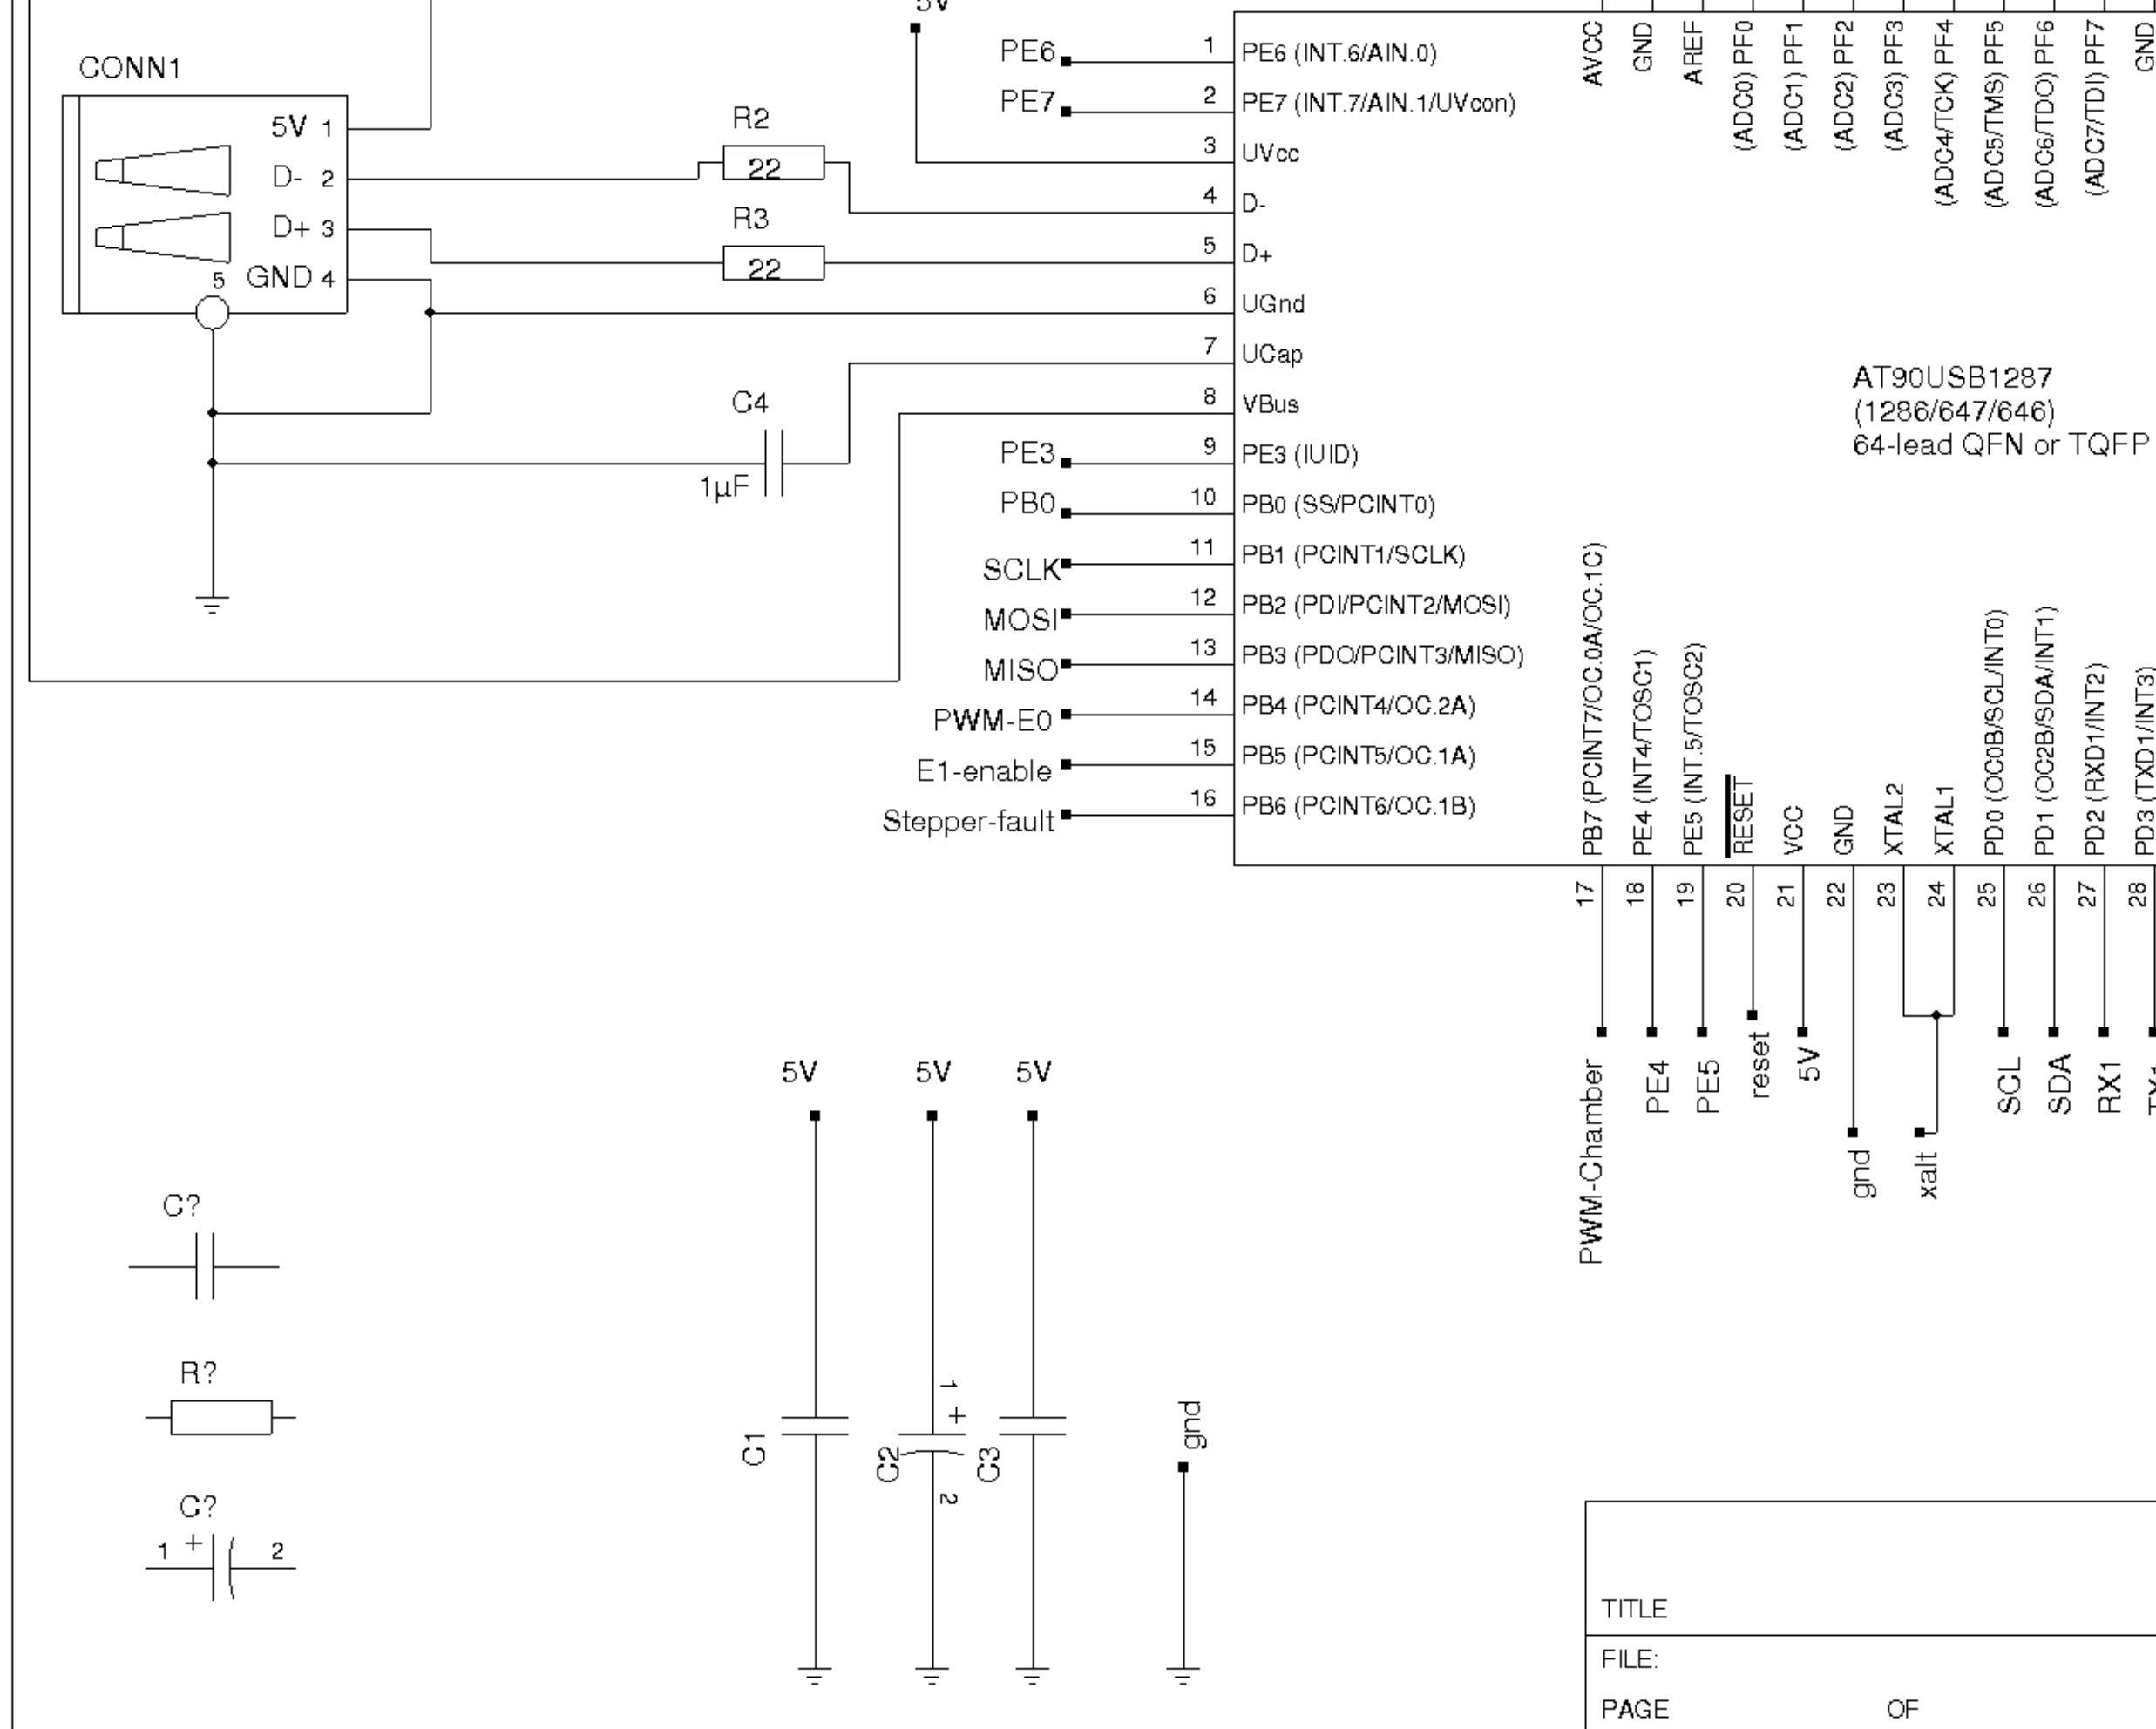 5V
CONN1
5V 1
D- 2
D+ 3
GND 4
5
R2
22
R3
22
C4
1µF
PE6
PE7
PE3
PB0
SCLK
MOSI
MISO
PWM-E0
E1-enable
Stepper-fault
1 PE6 (INT.6/AIN.0)
2 PE7 (INT.7/AIN.1/UVcon)
3 UVcc
4 D-
5 D+
6 UGnd
7 UCap
8 VBus
9 PE3 (IUID)
10 PB0 (SS/PCINT0)
11 PB1 (PCINT1/SCLK)
12 PB2 (PDI/PCINT2/MOSI)
13 PB3 (PDO/PCINT3/MISO)
14 PB4 (PCINT4/OC.2A)
15 PB5 (PCINT5/OC.1A)
16 PB6 (PCINT6/OC.1B)
AVCC
GND
AREF
(ADC0) PF0
(ADC1) PF1
(ADC2) PF2
(ADC3) PF3
(ADC4/TCK) PF4
(ADC5/TMS) PF5
(ADC6/TDO) PF6
(ADC7/TDI) PF7
GND
AT90USB1287
(1286/647/646)
64-lead QFN or TQFP
17 PB7 (PCINT7/OC.0A/OC.1C)
18 PE4 (INT4/TOSC1)
19 PE5 (INT.5/TOSC2)
20 RESET
21 VCC
22 GND
23 XTAL2
24 XTAL1
25 PD0 (OC0B/SCL/INT0)
26 PD1 (OC2B/SDA/INT1)
27 PD2 (RXD1/INT2)
28 PD3 (TXD1/INT3)
PWM-Chamber
PE4
PE5
reset
5V
gnd
xalt
SCL
SDA
RX1
TX1
5V
5V
5V
C1
1
+
C2
2
C3
gnd
C?
R?
C?
1 + 2
TITLE
FILE:
PAGE OF